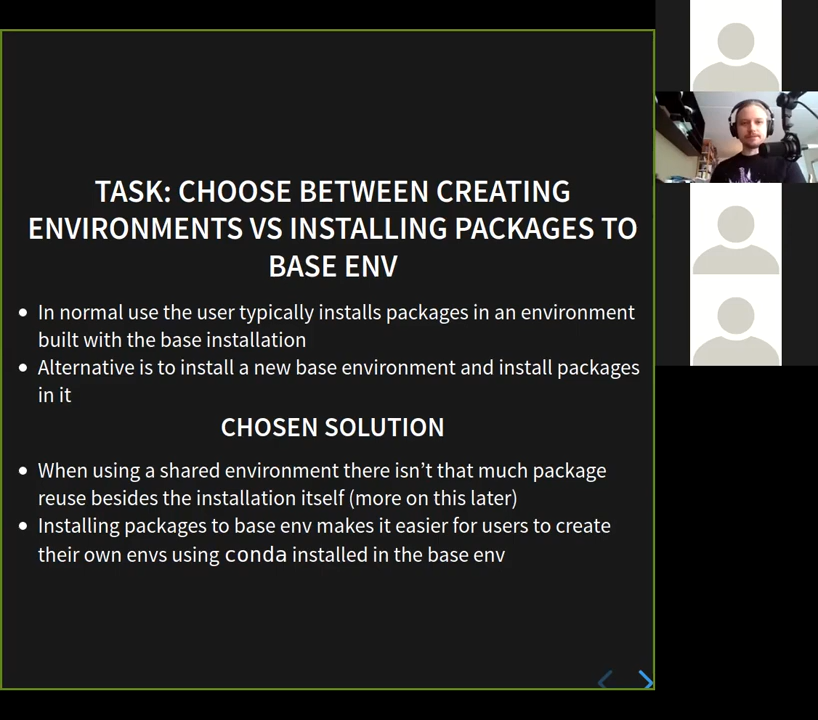 TASK: CHOOSE BETWEEN CREATING
ENVIRONMENTS VS INSTALLING PACKAGES TO
BASE ENV
In normal use the user typically installs packages in an environment
built with the base installation
Alternative is to install a new base environment and install packages
in it
CHOSEN SOLUTION
When using a shared environment there isn’t that much package
reuse besides the installation itself (more on this later)
Installing packages to base env makes it easier for users to create
their own envs using conda installed in the base env